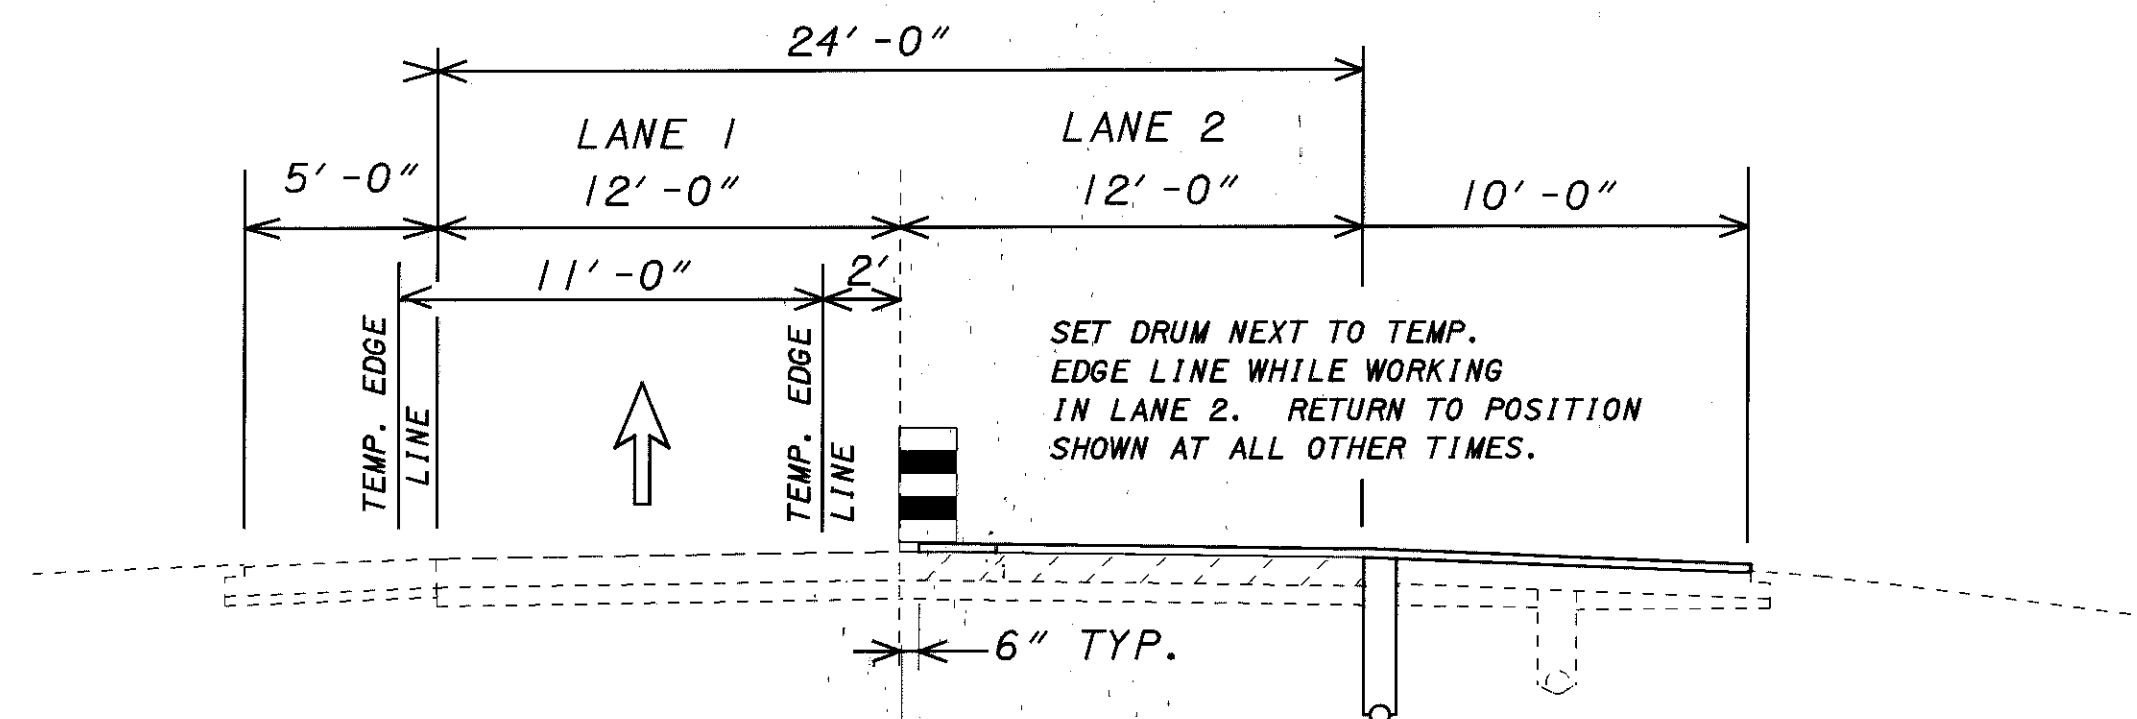 24'-0"
LANE 1
LANE 2
5'-0"
12'-0"
12'-0"
10'-0"
11'-0"
2'
TEMP. EDGE
LINE
TEMP. EDGE
LINE
SET DRUM NEXT TO TEMP.
EDGE LINE WHILE WORKING
IN LANE 2. RETURN TO POSITION
SHOWN AT ALL OTHER TIMES.
6" TYP.